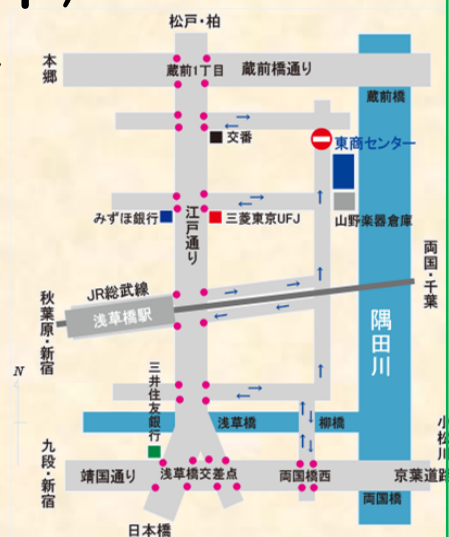 松戸・柏
本郷
蔵前1丁目
蔵前橋通り
蔵前橋
交番
東商センター
みずほ銀行
江戸通り
三菱東京UFJ
山野楽器倉庫
両国・千葉
JR総武線
浅草橋駅
秋葉原・新宿
隅田川
N
三井住友銀行
浅草橋
柳橋
九段・新宿
靖国通り
浅草橋交差点
両国橋西
京葉道路
両国橋
日本橋